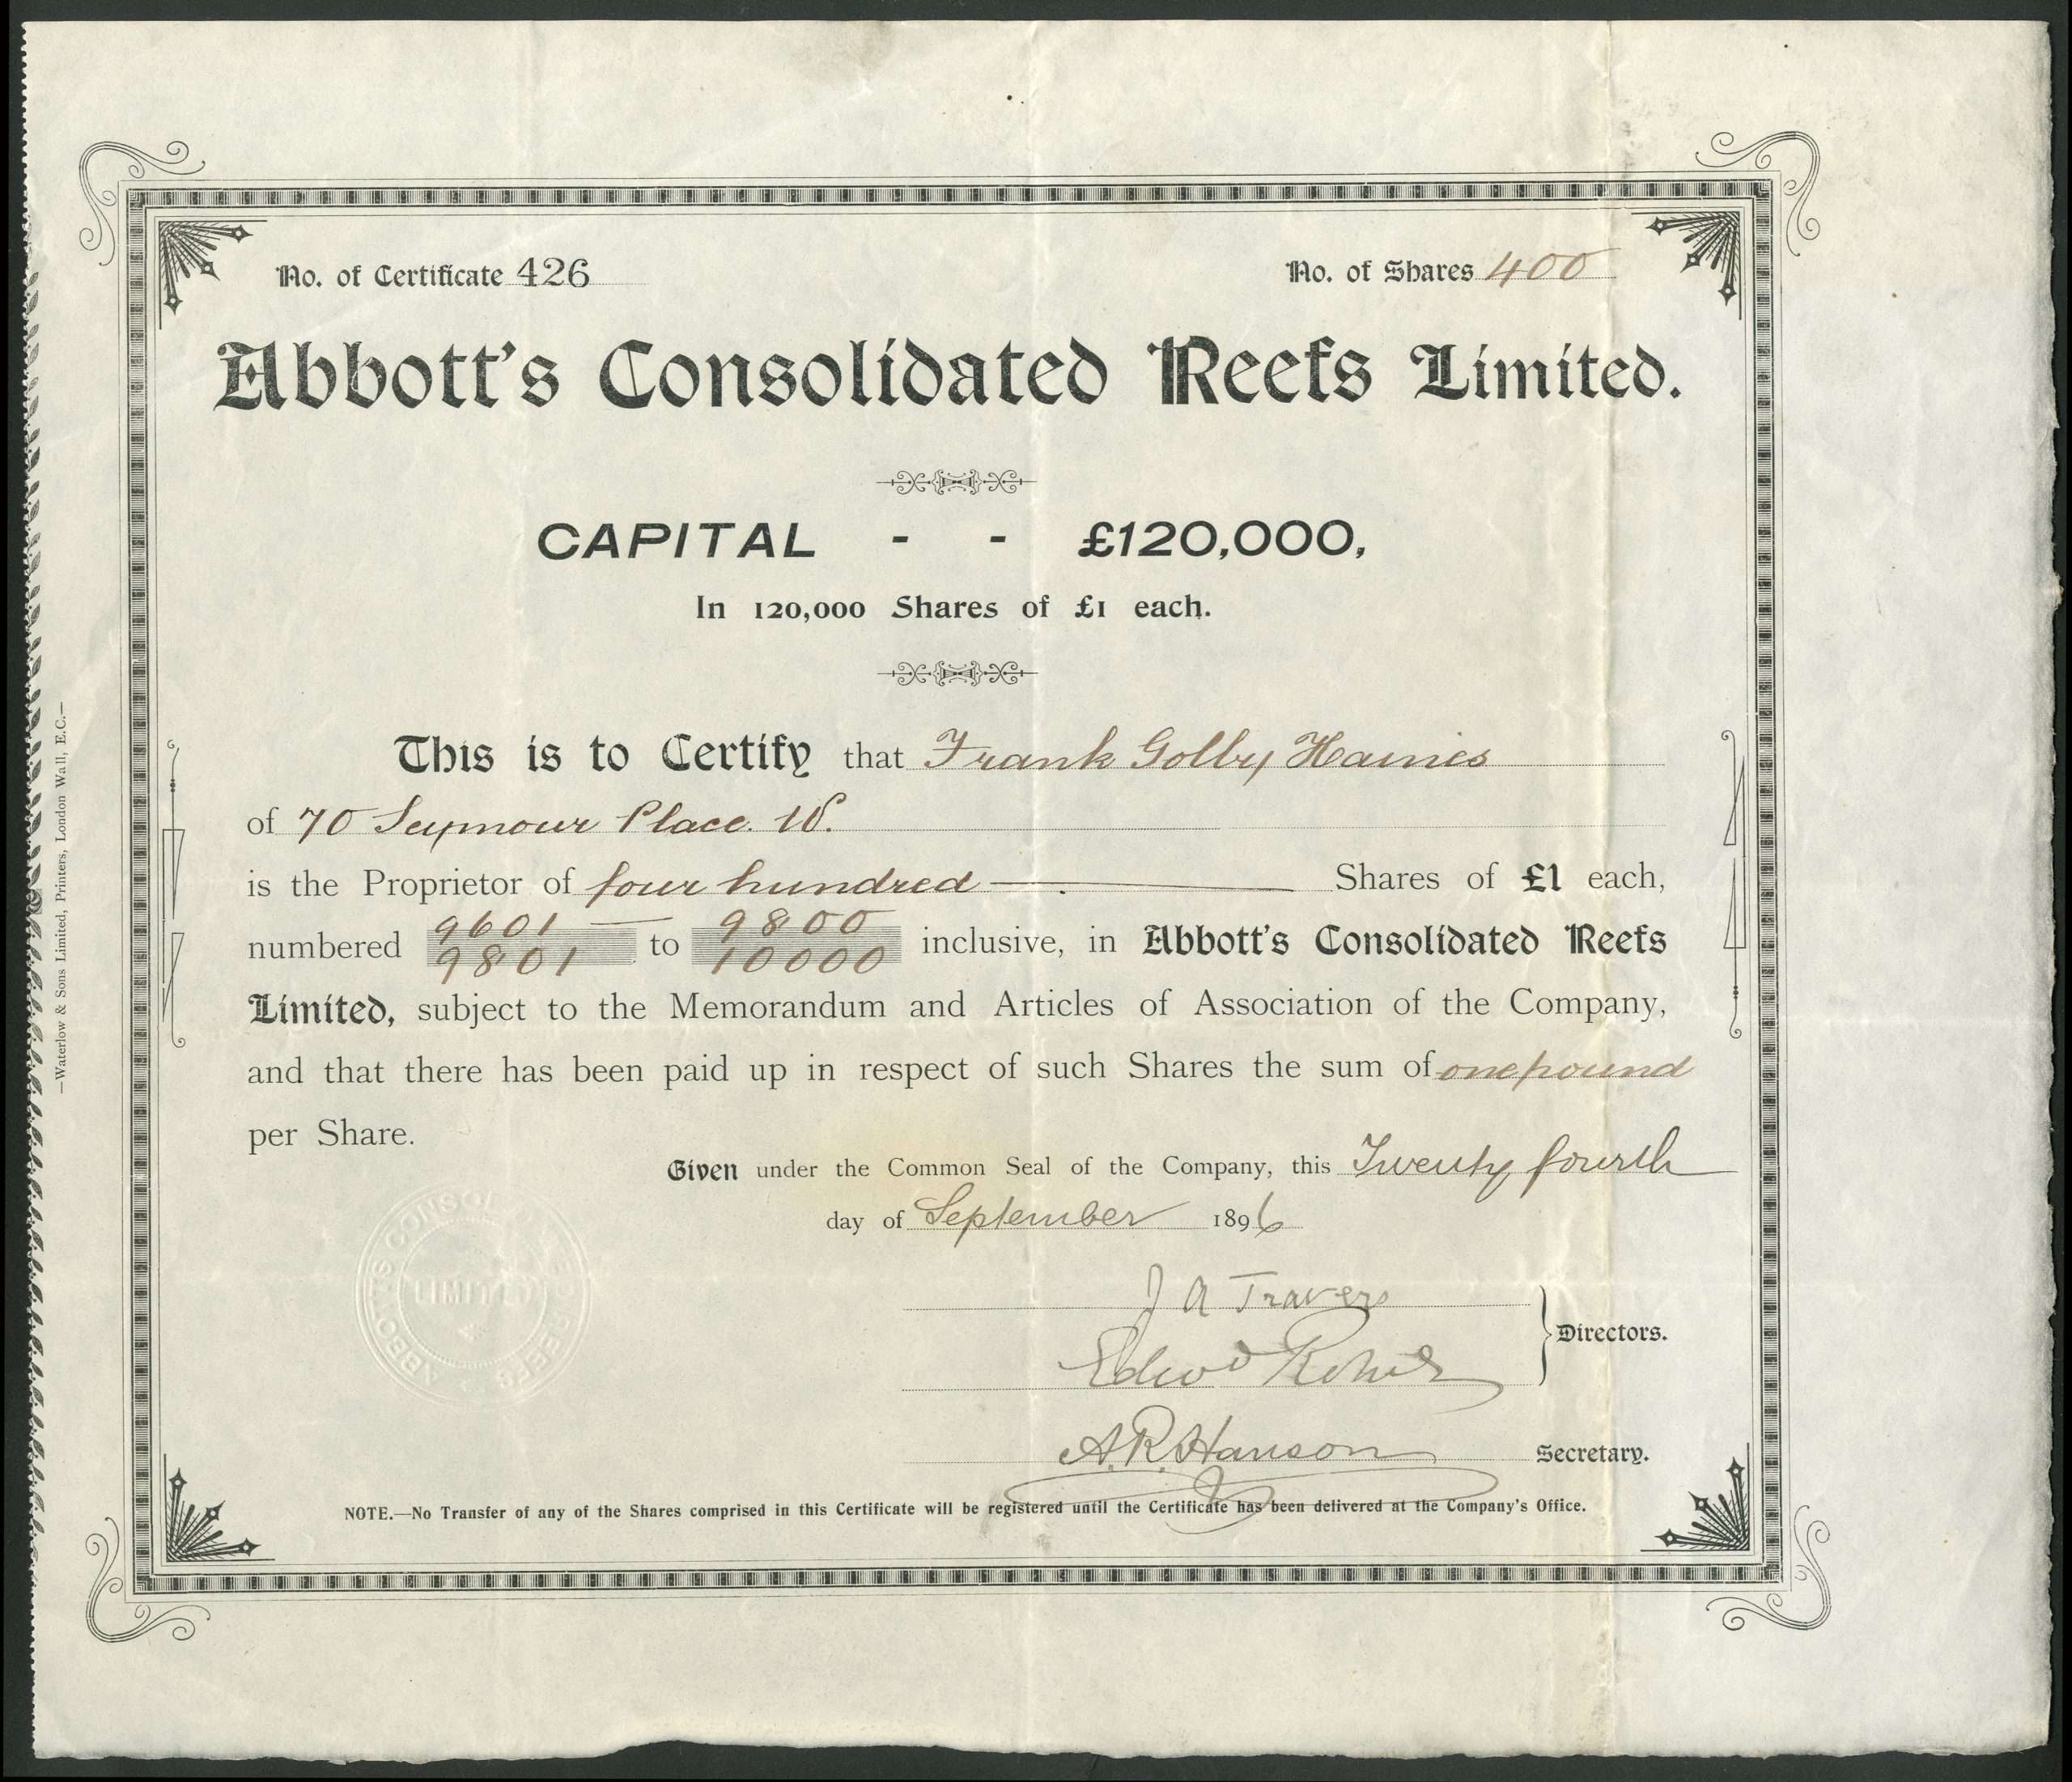 No. of Certificate 426
No. of Shares 400
Abbott's Consolidated Reefs Limited.
CAPITAL - - £120,000,
In 120,000 Shares of £1 each.
This is to Certify that Frank Golby Haines
of 70 Seymour Place. W.
is the Proprietor of four hundred — Shares of £1 each,
9601 — 9800
numbered to inclusive, in Abbott's Consolidated Reefs
9801 10000
Limited, subject to the Memorandum and Articles of Association of the Company,
and that there has been paid up in respect of such Shares the sum of one pound
per Share.
Given under the Common Seal of the Company, this Twenty fourth
day of September 1896
J A Travers
Edwd
Directors.
A.R. Hanson Secretary.
NOTE.—No Transfer of any of the Shares comprised in this Certificate will be registered until the Certificate has been delivered at the Company's Office.
—Waterlow & Sons Limited, Printers, London Wall, E.C.—
ABBOTT'S CONSOLIDATED REEFS
LIMITED